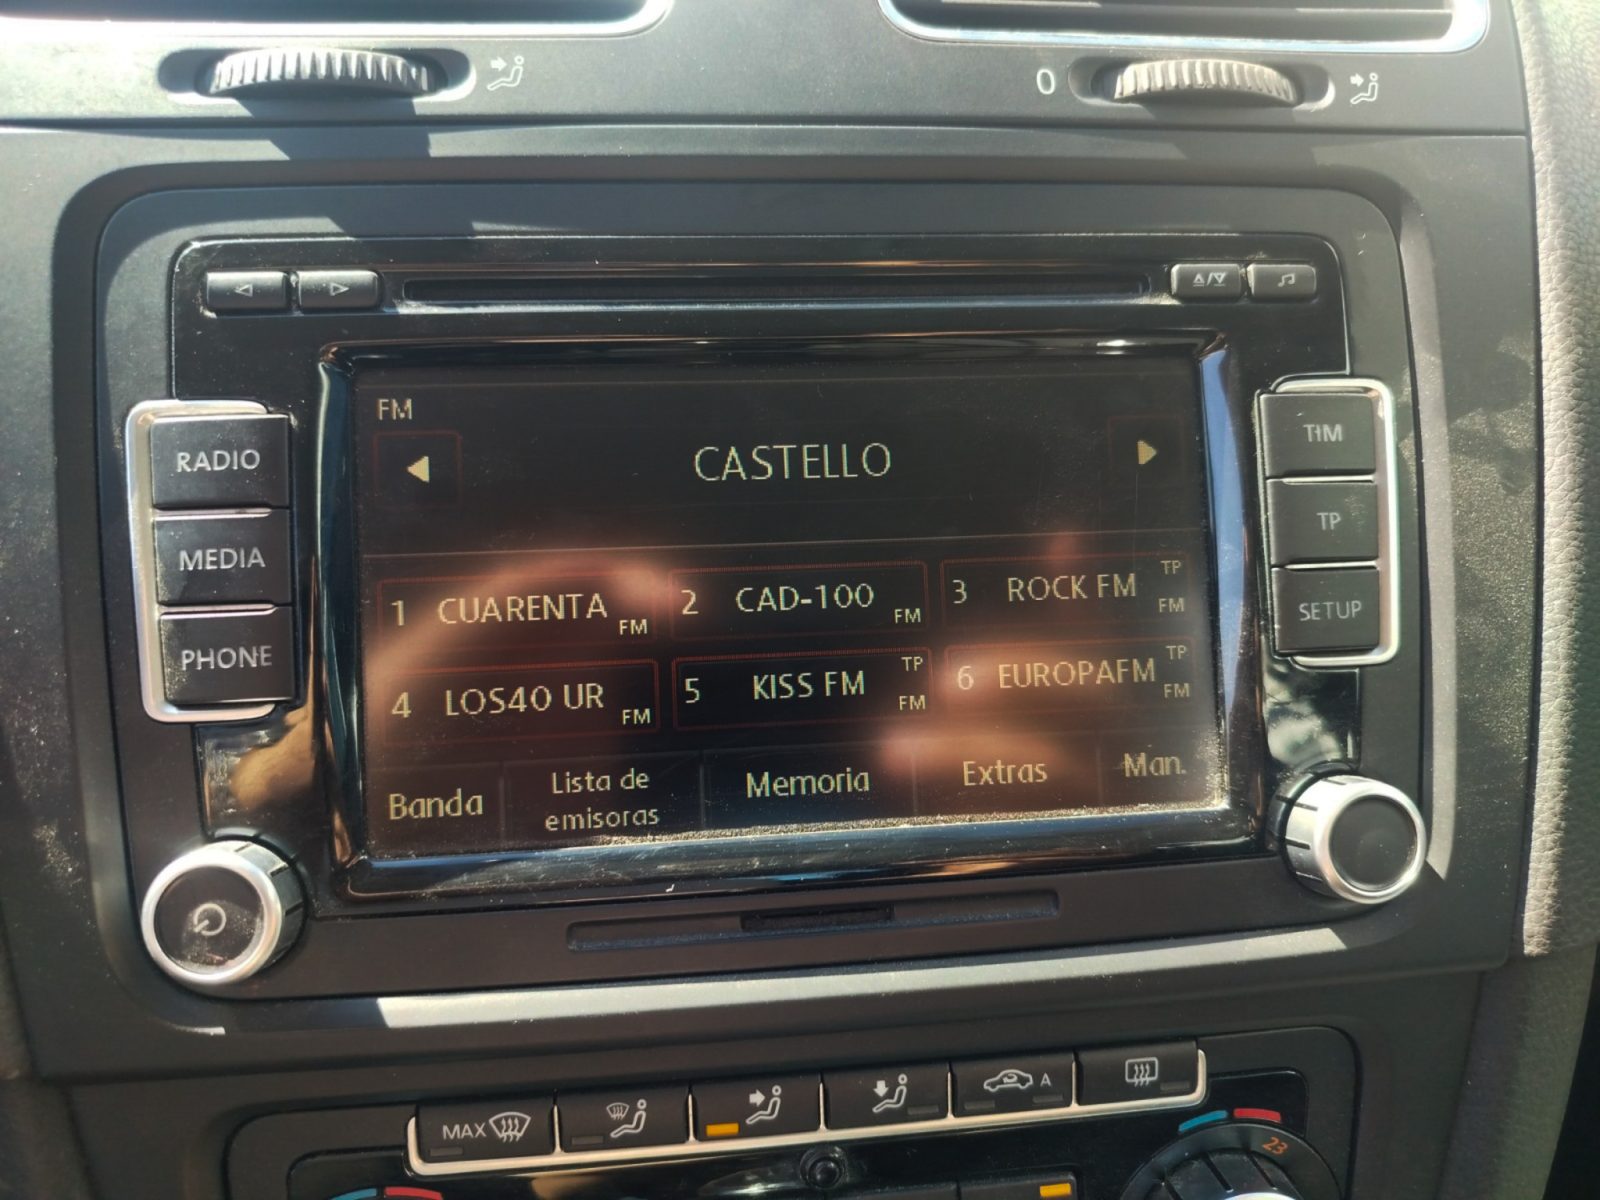 0
RADIO
MEDIA
PHONE
TIM
TP
SETUP
FM
CASTELLO
1 CUARENTA FM
2 CAD-100 FM
3 ROCK FM TP FM
4 LOS40 UR FM
5 KISS FM TP FM
6 EUROPAFM TP FM
Banda
Lista de
emisoras
Memoria
Extras
Man.
MAX
A
23